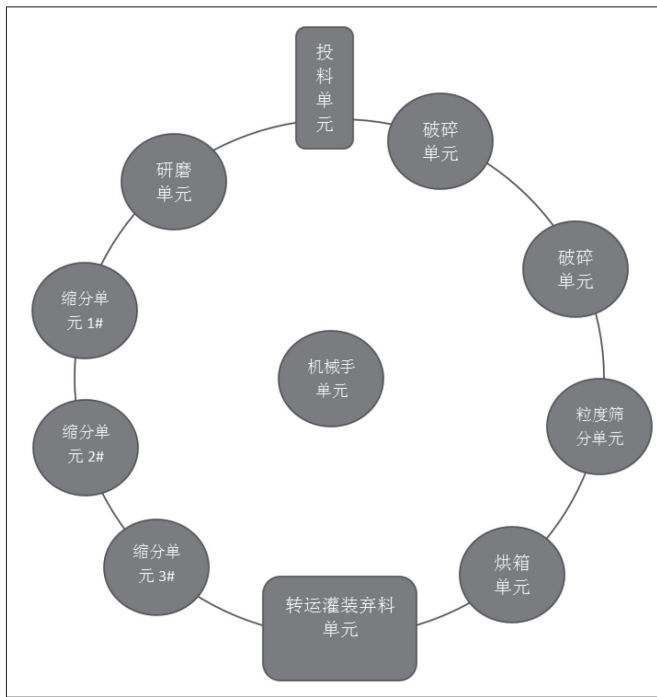 投
料
单
元
破碎
单元
破碎
单元
粒度筛
分单元
烘箱
单元
转运灌装弃料
单元
缩分单
元 3#
缩分单
元 2#
缩分单
元 1#
研磨
单元
机械手
单元